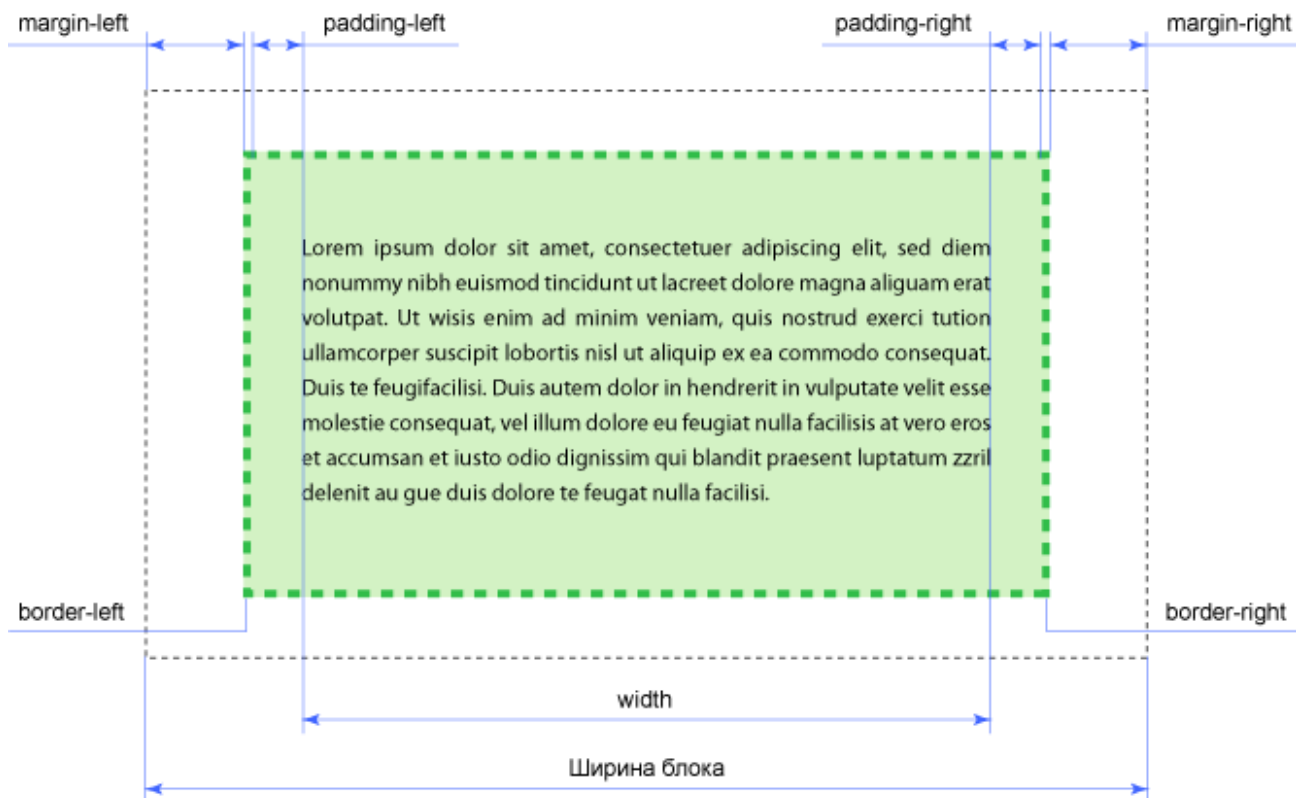 margin-left
padding-left
padding-right
margin-right
Lorem ipsum dolor sit amet, consectetuer adipiscing elit, sed diem
nonummy nibh euismod tincidunt ut lacreet dolore magna aliguam erat
volutpat. Ut wisis enim ad minim veniam, quis nostrud exerci tution
ullamcorper suscipit lobortis nisl ut aliquip ex ea commodo consequat.
Duis te feugifacilisi. Duis autem dolor in hendrerit in vulputate velit esse
molestie consequat, vel illum dolore eu feugiat nulla facilisis at vero eros
et accumsan et iusto odio dignissim qui blandit praesent luptatum zzril
delenit au gue duis dolore te feugat nulla facilisi.
border-left
border-right
width
Ширина блока